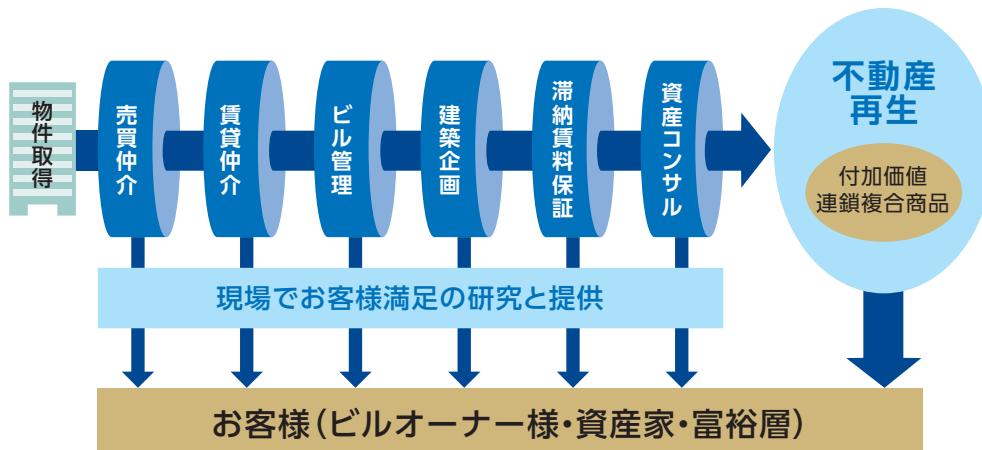 物件取得
売買仲介
賃貸仲介
ビル管理
建築企画
滞納賃料保証
資産コンサル
不動産
再生
付加価値
連鎖複合商品
現場でお客様満足の研究と提供
お客様(ビルオーナー様・資産家・富裕層)